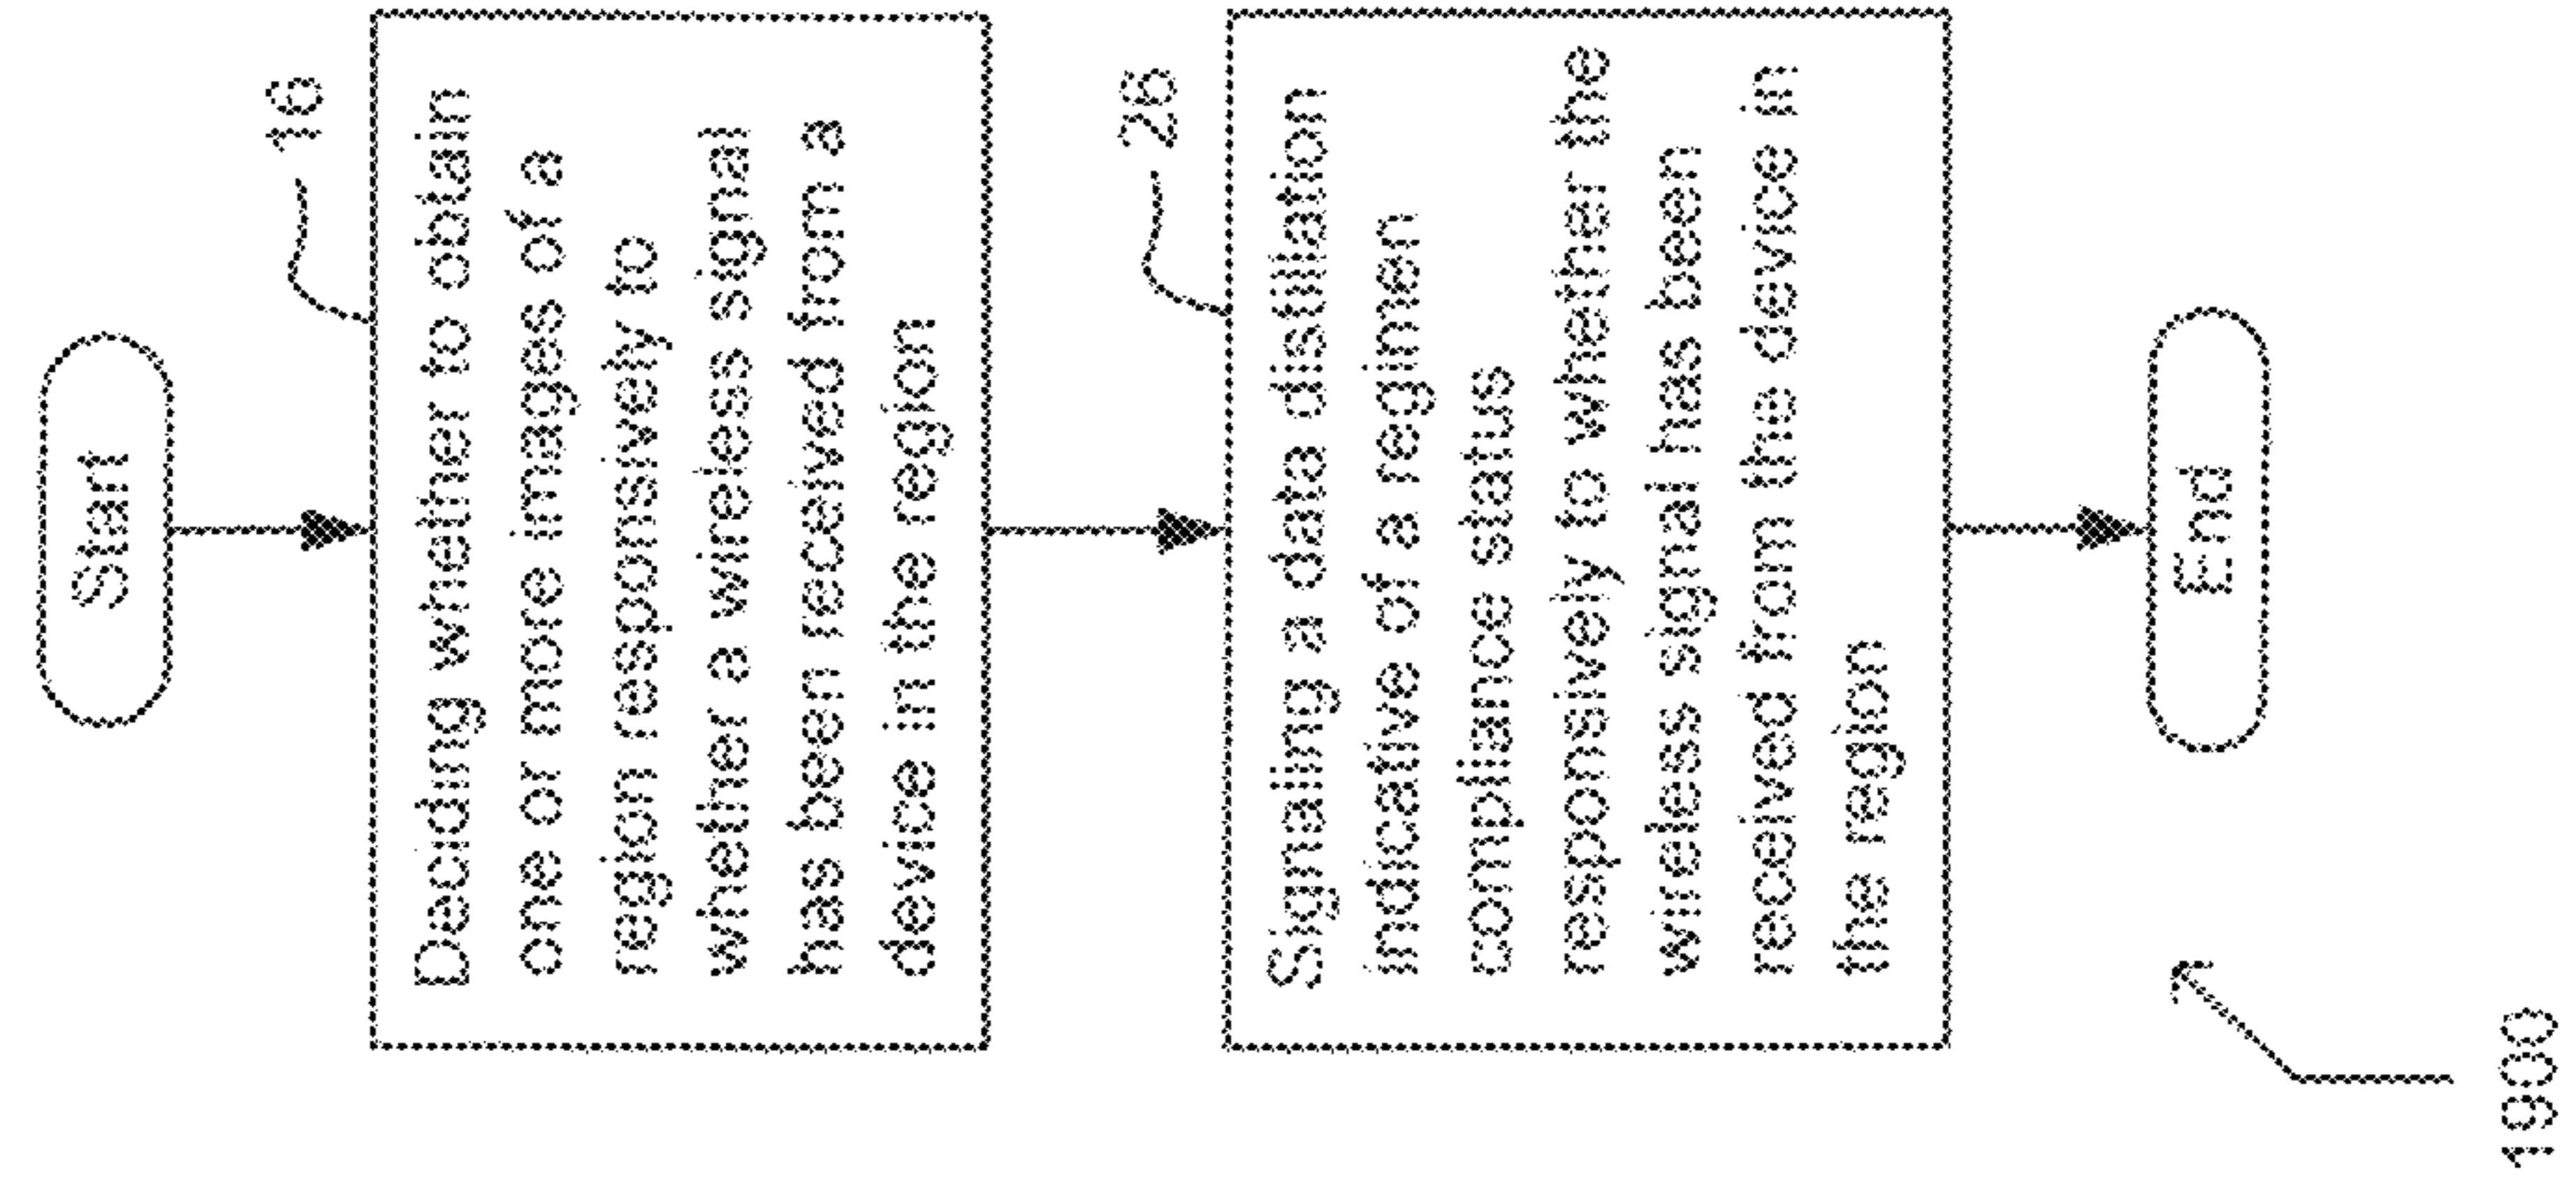 Start
16
Deciding whether to obtain
one or more images of a
region responsively to
whether a wireless signal
has been received from a
device in the region
26
Signaling a data distillation
indicative of a regimen
compliance status
responsively to whether the
wireless signal has been
received from the device in
the region
End
1900